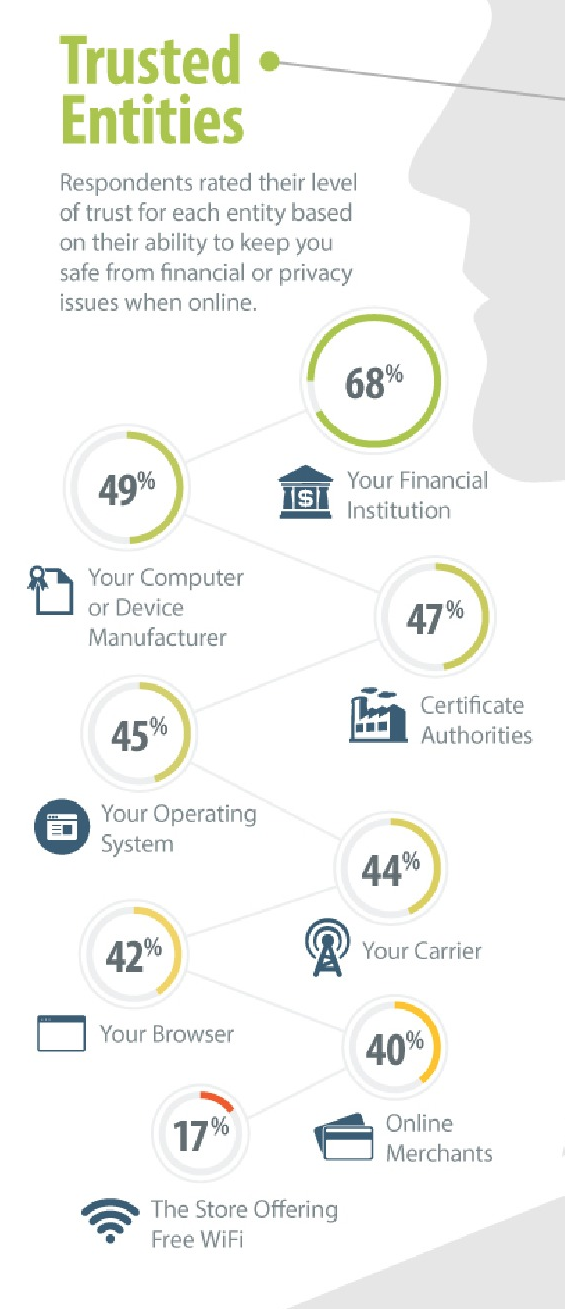 Trusted
Entities
Respondents rated their level
of trust for each entity based
on their ability to keep you
safe from financial or privacy
issues when online.
68%
Your Financial
Institution
49%
Your Computer
or Device
Manufacturer
47%
Certificate
Authorities
45%
Your Operating
System
44%
Your Carrier
42%
Your Browser
40%
Online
Merchants
17%
The Store Offering
Free WiFi